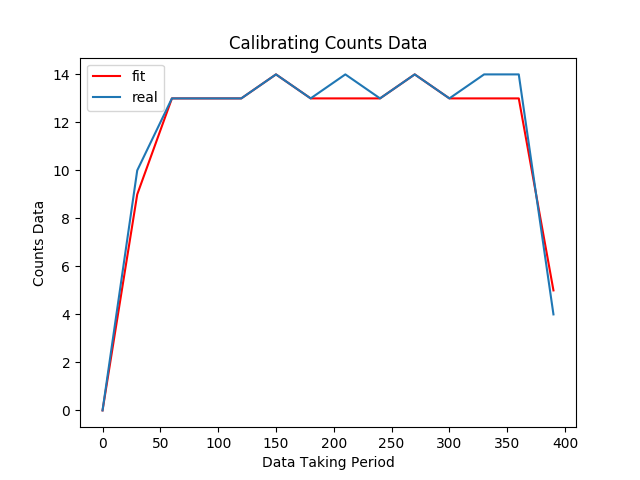 Calibrating Counts Data
fit
real
14
12
10
8
6
4
2
0
Counts Data
0 50 100 150 200 250 300 350 400
Data Taking Period